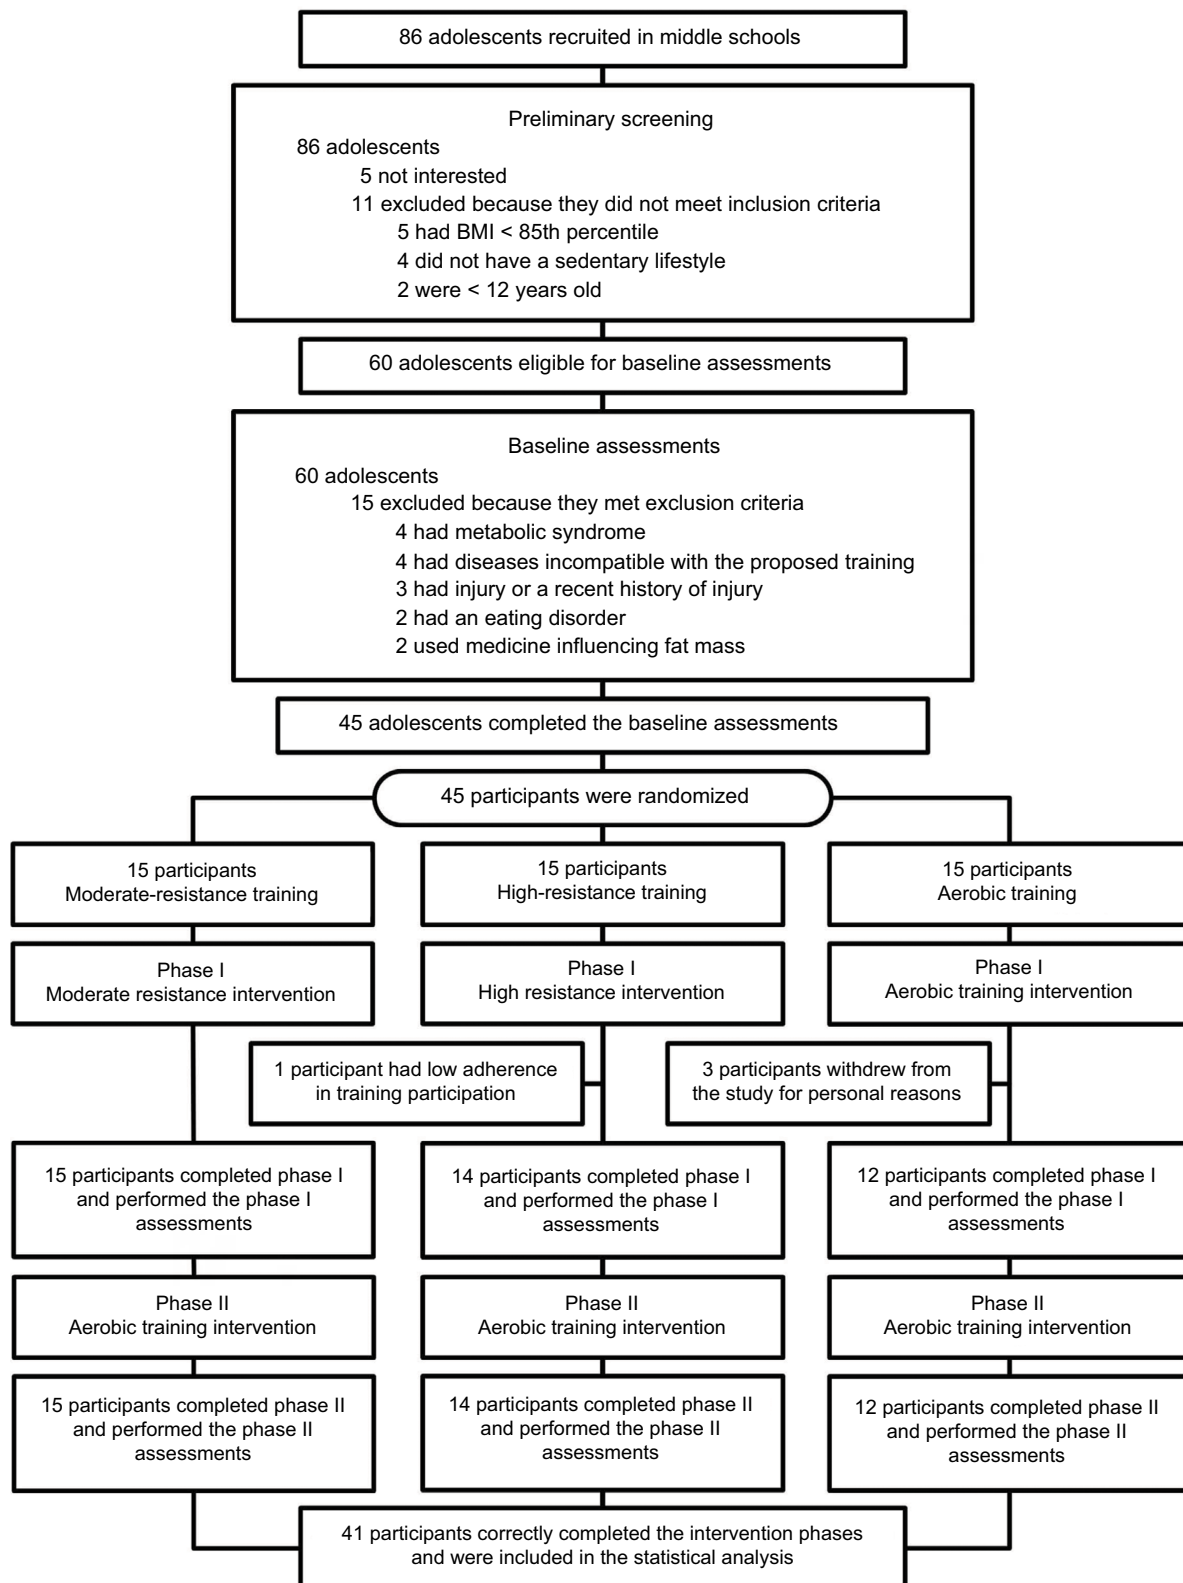 86 adolescents recruited in middle schools
Preliminary screening
86 adolescents
5 not interested
11 excluded because they did not meet inclusion criteria
5 had BMI < 85th percentile
4 did not have a sedentary lifestyle
2 were < 12 years old
60 adolescents eligible for baseline assessments
Baseline assessments
60 adolescents
15 excluded because they met exclusion criteria
4 had metabolic syndrome
4 had diseases incompatible with the proposed training
3 had injury or a recent history of injury
2 had an eating disorder
2 used medicine influencing fat mass
45 adolescents completed the baseline assessments
45 participants were randomized
15 participants
Moderate-resistance training
15 participants
High-resistance training
15 participants
Aerobic training
Phase I
Moderate resistance intervention
Phase I
High resistance intervention
Phase I
Aerobic training intervention
1 participant had low adherence
in training participation
3 participants withdrew from
the study for personal reasons
15 participants completed phase I
and performed the phase I
assessments
14 participants completed phase I
and performed the phase I
assessments
12 participants completed phase I
and performed the phase I
assessments
Phase II
Aerobic training intervention
Phase II
Aerobic training intervention
Phase II
Aerobic training intervention
15 participants completed phase II
and performed the phase II
assessments
14 participants completed phase II
and performed the phase II
assessments
12 participants completed phase II
and performed the phase II
assessments
41 participants correctly completed the intervention phases
and were included in the statistical analysis